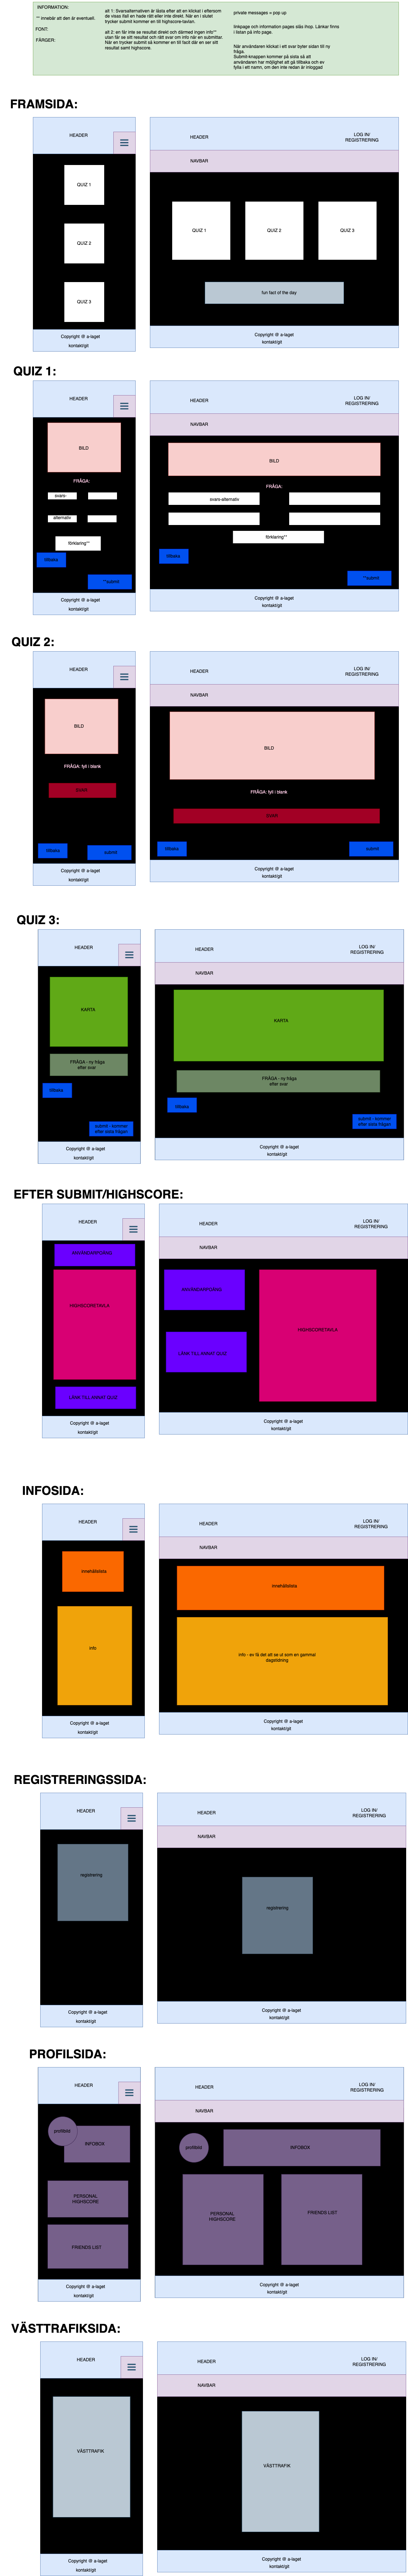 INFORMATION:
"" innebär att den är eventuell.
FONT:
FÄRGER:
alt 1: Svarsalternativen är låsta efter att en klickat i eftersom
de visas ifall en hade rätt eller inte direkt. När en i slutet
trycker submit kommer en till highscore-tavlan.
alt 2: en får inte se resultat direkt och därmed ingen info""
utan får se sitt resultat och rätt svar om info när en submittar.
När en trycker submit så kommer en till facit där en ser sitt
resultat samt highscore.
private messages = pop up
linkpage och information pages slås ihop. Länkar finns
i listan på info page.
När användaren klickat i ett svar byter sidan till ny
fråga.
Submit-knappen kommer på sista så att
användaren har möjlighet att gå tillbaka och ev
fylla i ett namn, om den inte redan är inloggad
FRAMSIDA:
HEADER
QUIZ 1
QUIZ 2
QUIZ 3
Copyright @ a-laget
kontakt/git
HEADER
LOG IN/
REGISTRERING
NAVBAR
QUIZ 1
QUIZ 2
QUIZ 3
fun fact of the day
Copyright @ a-laget
kontakt/git
QUIZ 1:
HEADER
BILD
FRÅGA:
svars-
alternativ
förklaring""
tillbaka
""submit
Copyright @ a-laget
kontakt/git
HEADER
LOG IN/
REGISTRERING
NAVBAR
BILD
FRÅGA:
svars-alternativ
förklaring""
tillbaka
""submit
Copyright @ a-laget
kontakt/git
QUIZ 2:
HEADER
BILD
FRÅGA: fyll i blank
SVAR
tillbaka
submit
Copyright @ a-laget
kontakt/git
HEADER
LOG IN/
REGISTRERING
NAVBAR
BILD
FRÅGA: fyll i blank
SVAR
tillbaka
submit
Copyright @ a-laget
kontakt/git
QUIZ 3:
HEADER
KARTA
FRÅGA - ny fråga
efter svar
tillbaka
submit - kommer
efter sista frågan
Copyright @ a-laget
kontakt/git
HEADER
LOG IN/
REGISTRERING
NAVBAR
KARTA
FRÅGA - ny fråga
efter svar
tillbaka
submit - kommer
efter sista frågan
Copyright @ a-laget
kontakt/git
EFTER SUBMIT/HIGHSCORE:
HEADER
HIGHSCORETAVLA
LÄNK TILL ANNAT QUIZ
Copyright @ a-laget
kontakt/git
HEADER
LOG IN/
REGISTRERING
NAVBAR
LÄNK TILL ANNAT QUIZ
HIGHSCORETAVLA
Copyright @ a-laget
kontakt/git
INFOSIDA:
HEADER
innehållslista
info
Copyright @ a-laget
kontakt/git
HEADER
LOG IN/
REGISTRERING
NAVBAR
innehållslista
info - ev få det att se ut som en gammal
dagstidning
Copyright @ a-laget
kontakt/git
REGISTRERINGSSIDA:
HEADER
registrering
Copyright @ a-laget
kontakt/git
HEADER
LOG IN/
REGISTRERING
NAVBAR
registrering
Copyright @ a-laget
kontakt/git
PROFILSIDA:
HEADER
profilbild
INFOBOX
PERSONAL
HIGHSCORE
FRIENDS LIST
Copyright @ a-laget
kontakt/git
HEADER
LOG IN/
REGISTRERING
NAVBAR
profilbild
INFOBOX
PERSONAL
HIGHSCORE
FRIENDS LIST
Copyright @ a-laget
kontakt/git
VÄSTTRAFIKSIDA:
HEADER
VÄSTTRAFIK
Copyright @ a-laget
kontakt/git
HEADER
LOG IN/
REGISTRERING
NAVBAR
VÄSTTRAFIK
Copyright @ a-laget
kontakt/git